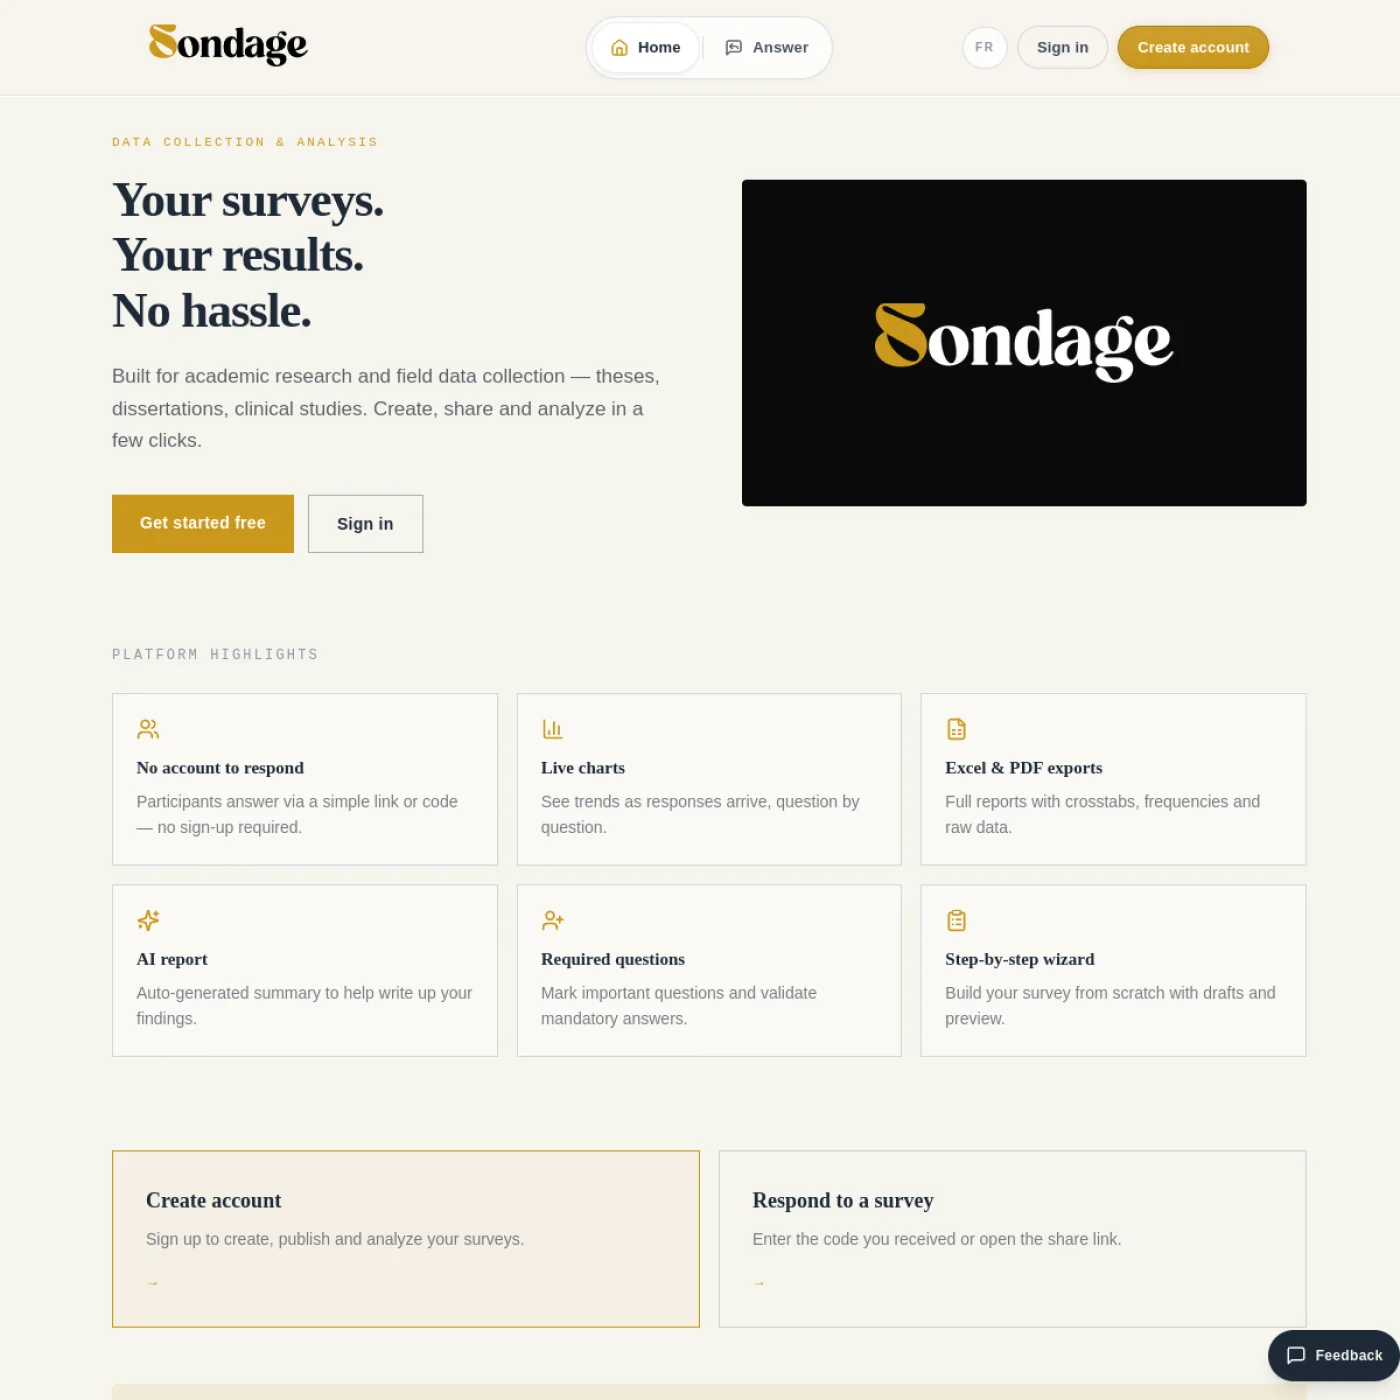 Sondage
Home
Answer
FR
Sign in
Create account
DATA COLLECTION & ANALYSIS
Your surveys.
Your results.
No hassle.
Built for academic research and field data collection — theses,
dissertations, clinical studies. Create, share and analyze in a
few clicks.
Get started free
Sign in
Sondage
PLATFORM HIGHLIGHTS
No account to respond
Participants answer via a simple link or code
— no sign-up required.
Live charts
See trends as responses arrive, question by
question.
Excel & PDF exports
Full reports with crosstabs, frequencies and
raw data.
AI report
Auto-generated summary to help write up your
findings.
Required questions
Mark important questions and validate
mandatory answers.
Step-by-step wizard
Build your survey from scratch with drafts and
preview.
Create account
Sign up to create, publish and analyze your surveys.
→
Respond to a survey
Enter the code you received or open the share link.
→
Feedback